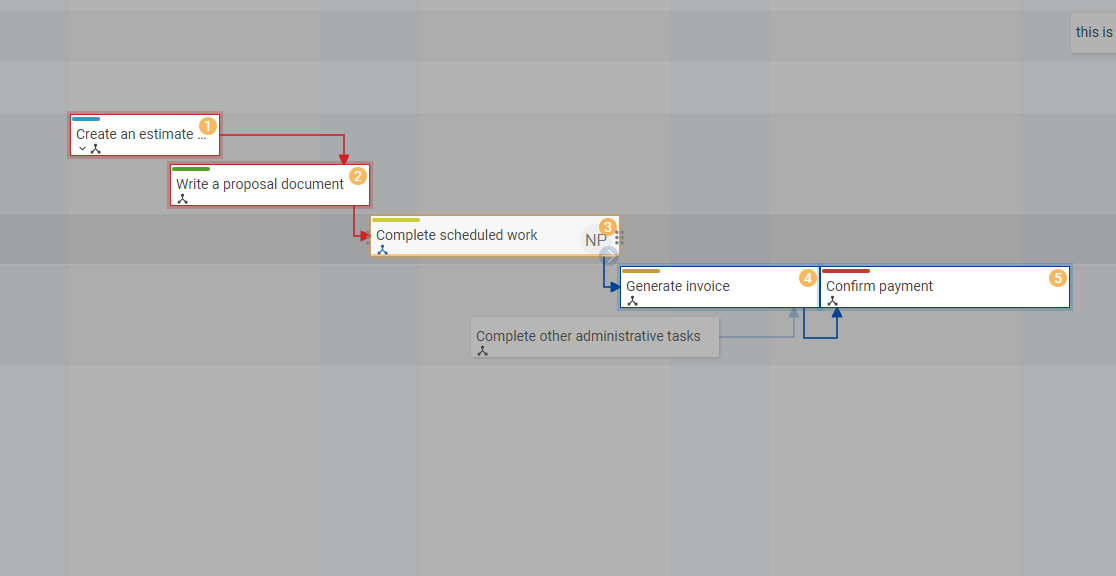 this is
Create an estimate ...
1
Write a proposal document
2
Complete scheduled work
NP
3
Generate invoice
4
Confirm payment
5
Complete other administrative tasks